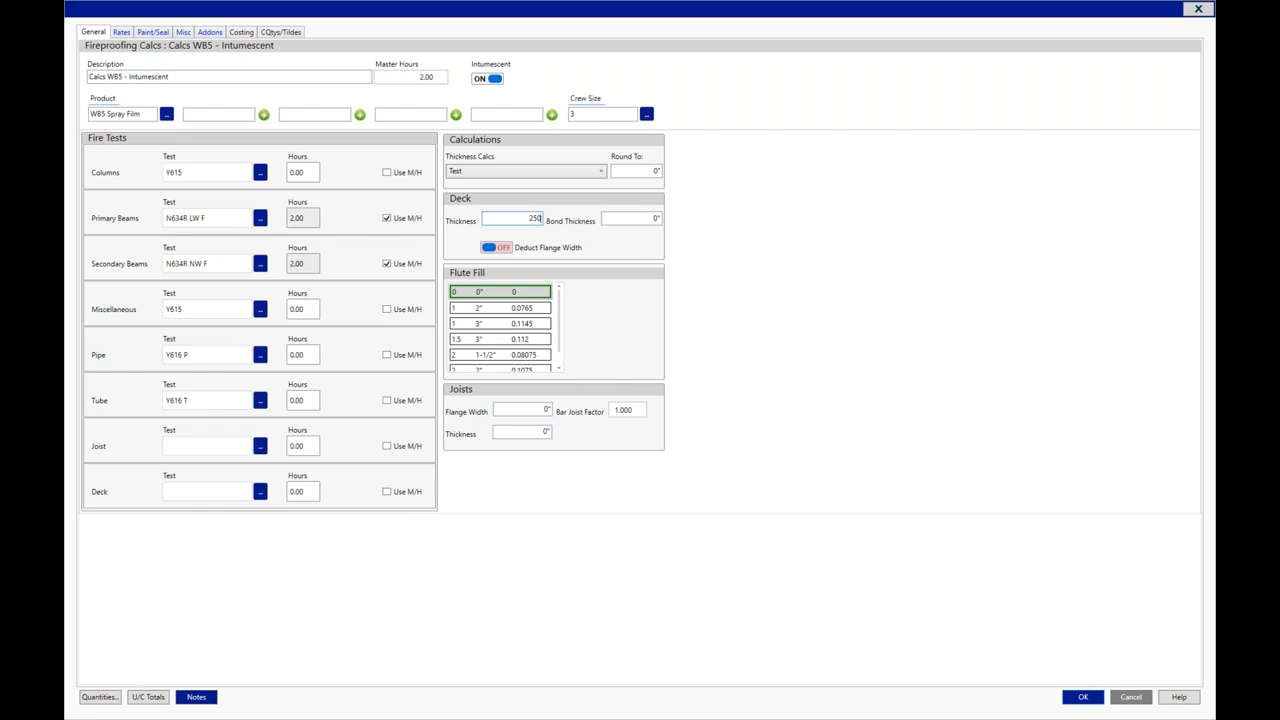 X
General Rates Paint/Seal Misc Addons Costing CQtys/Tildes
Fireproofing Calcs : Calcs WB5 - Intumescent
Description Master Hours Intumescent
Calcs WB5 - Intumescent 2.00 ON
Product Crew Size
WB5 Spray Film ... 3 ...
Fire Tests
Test Hours
Columns Y615 ... 0.00 Use M/H
Test Hours
Primary Beams N634R LW F ... 2.00 Use M/H
Test Hours
Secondary Beams N634R NW F ... 2.00 Use M/H
Test Hours
Miscellaneous Y615 ... 0.00 Use M/H
Test Hours
Pipe Y616 P ... 0.00 Use M/H
Test Hours
Tube Y616 T ... 0.00 Use M/H
Test Hours
Joist ... 0.00 Use M/H
Test Hours
Deck ... 0.00 Use M/H
Calculations
Thickness Calcs Round To:
Test 0"
Deck
Thickness 250 Bond Thickness 0"
OFF Deduct Flange Width
Flute Fill
0 0" 0
1 2" 0.0765
1 3" 0.1145
1.5 3" 0.112
2 1-1/2" 0.08075
2 2" 0.1075
Joists
Flange Width 0" Bar Joist Factor 1.000
Thickness 0"
Quantities... U/C Totals Notes OK Cancel Help